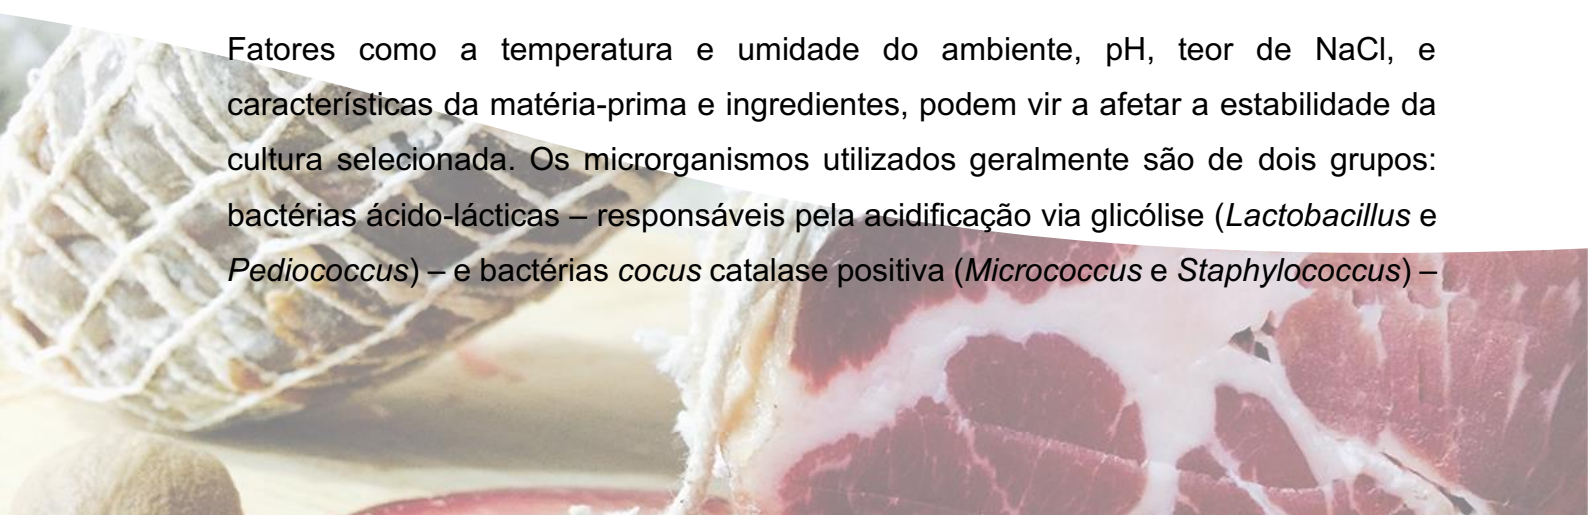 Fatores como a temperatura e umidade do ambiente, pH, teor de NaCl, e
características da matéria-prima e ingredientes, podem vir a afetar a estabilidade da
cultura selecionada. Os microrganismos utilizados geralmente são de dois grupos:
bactérias ácido-lácticas – responsáveis pela acidificação via glicólise (Lactobacillus e
Pediococcus) – e bactérias cocus catalase positiva (Micrococcus e Staphylococcus) –